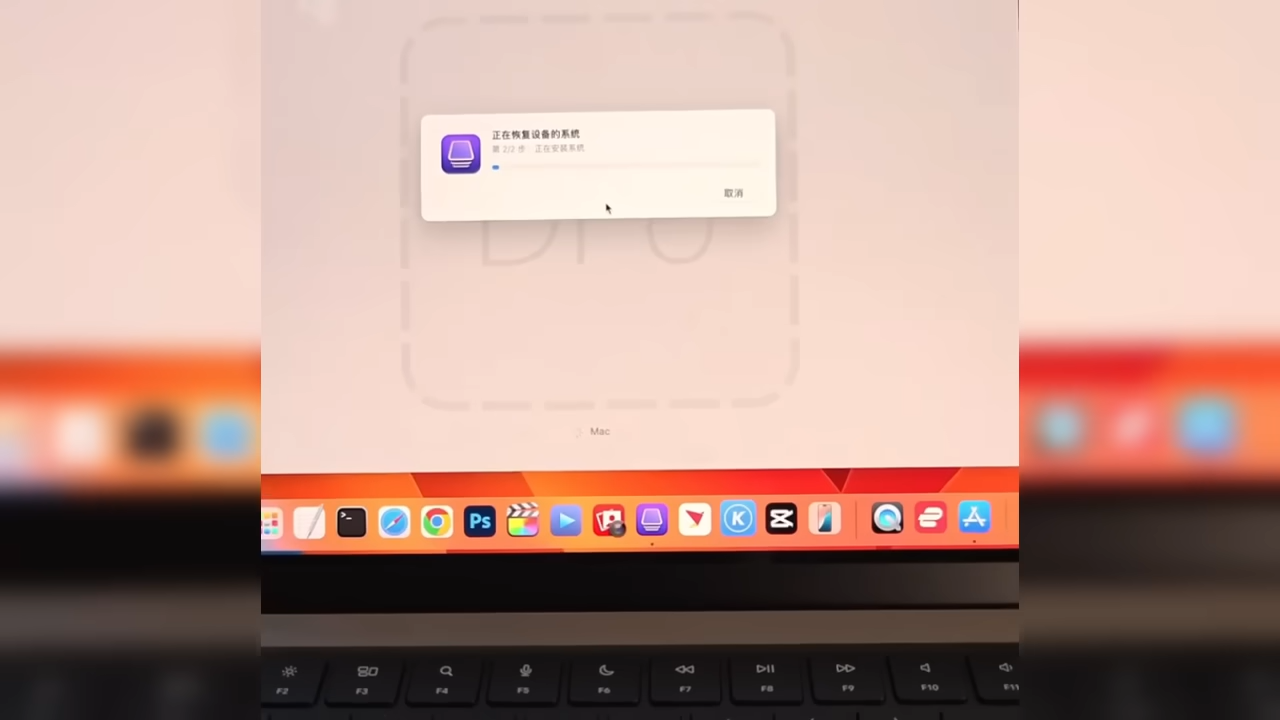 正在恢复设备的系统
第 2/2 步 正在安装系统
取消
DFU
Mac
Ps
K
F2
F3
F4
F5
F6
F7
F8
F9
F10
F11